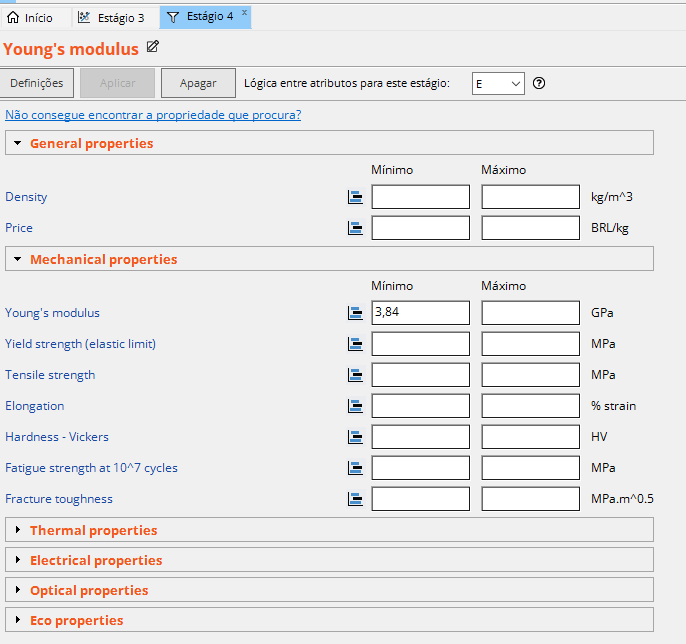 Início Estágio 3 Estágio 4 x
Young's modulus
Definições Aplicar Apagar Lógica entre atributos para este estágio: E ?
Não consegue encontrar a propriedade que procura?
General properties
Mínimo Máximo
Density kg/m^3
Price BRL/kg
Mechanical properties
Mínimo Máximo
Young's modulus 3,84 GPa
Yield strength (elastic limit) MPa
Tensile strength MPa
Elongation % strain
Hardness - Vickers HV
Fatigue strength at 10^7 cycles MPa
Fracture toughness MPa.m^0.5
Thermal properties
Electrical properties
Optical properties
Eco properties